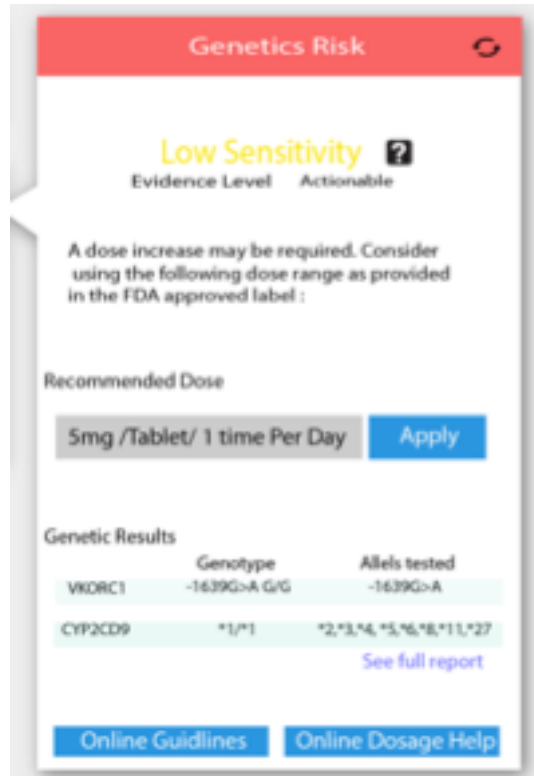 Genetics Risk
Low Sensitivity ?
Evidence Level Actionable
A dose increase may be required. Consider
using the following dose range as provided
in the FDA approved label :
Recommended Dose
5mg /Tablet/ 1 time Per Day Apply
Genetic Results
Genotype Allels tested
VKORC1 -1639G>A G/G -1639G>A
CYP2CD9 *1/*1 *2,*3,*4, *5,*6,*8,*11,*27
See full report
Online Guidlines Online Dosage Help